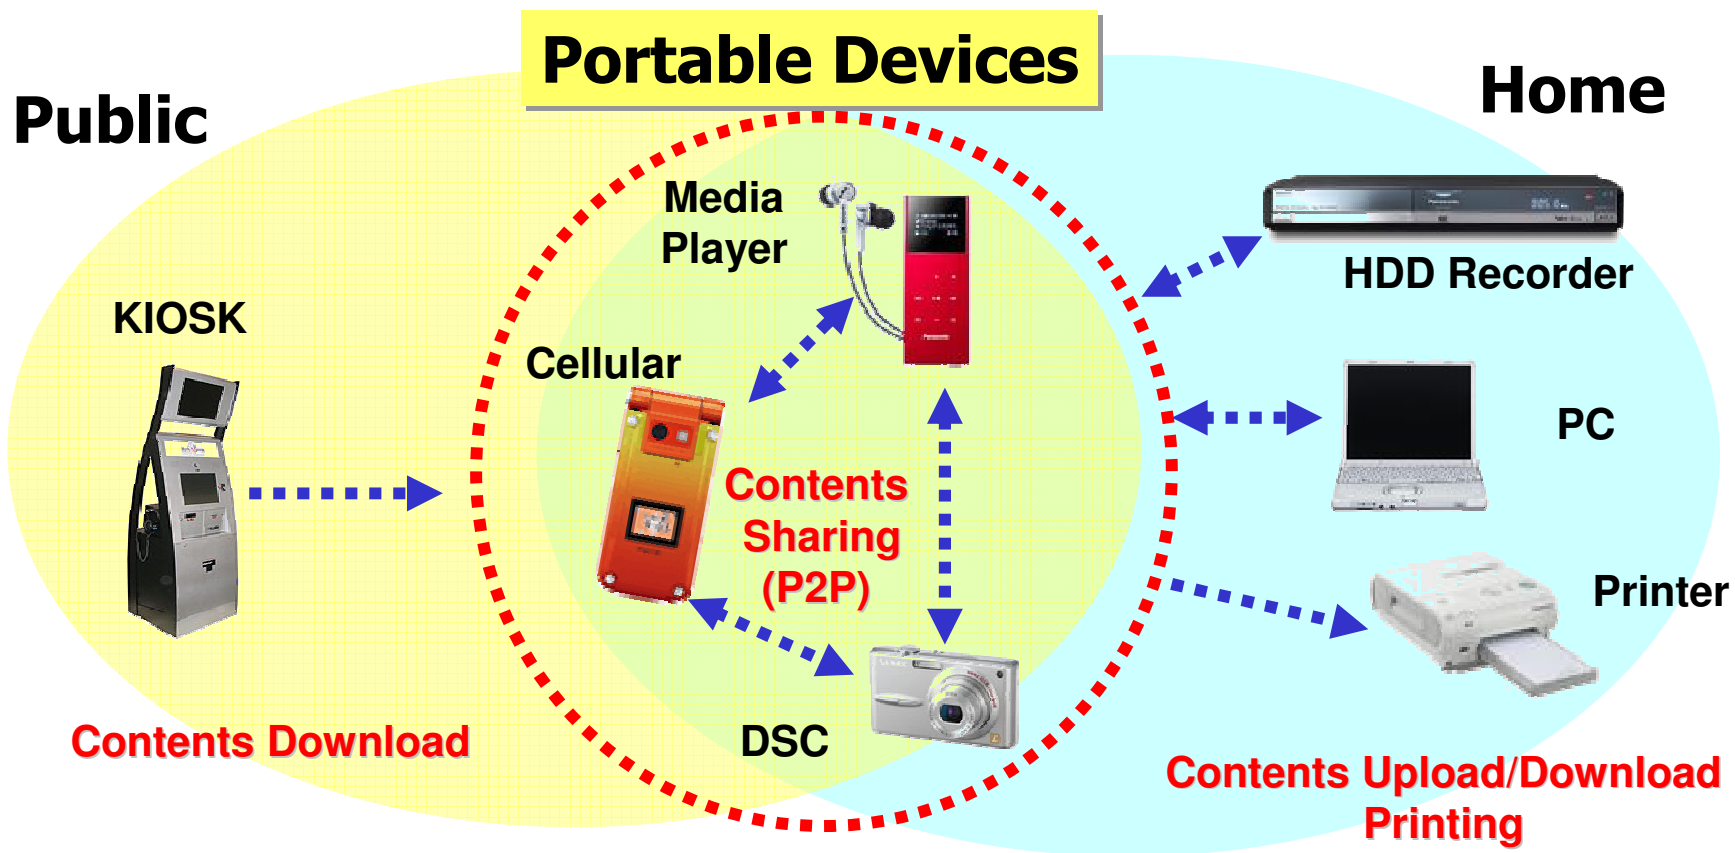 Portable Devices
Public
Home
Media
Player
HDD Recorder
KIOSK
Cellular
PC
Contents
Sharing
(P2P)
Printer
DSC
Contents Download
Contents Upload/Download
Printing